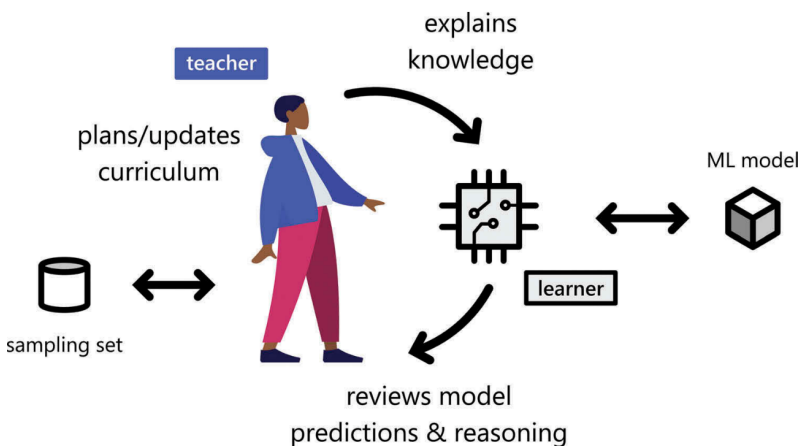 explains
knowledge
teacher
plans/updates
curriculum
ML model
learner
sampling set
reviews model
predictions & reasoning